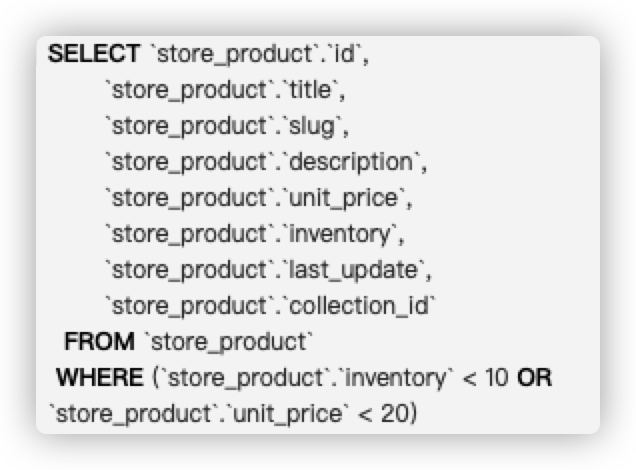 SELECT `store_product`.`id`,
`store_product`.`title`,
`store_product`.`slug`,
`store_product`.`description`,
`store_product`.`unit_price`,
`store_product`.`inventory`,
`store_product`.`last_update`,
`store_product`.`collection_id`
FROM `store_product`
WHERE (`store_product`.`inventory` < 10 OR
`store_product`.`unit_price` < 20)